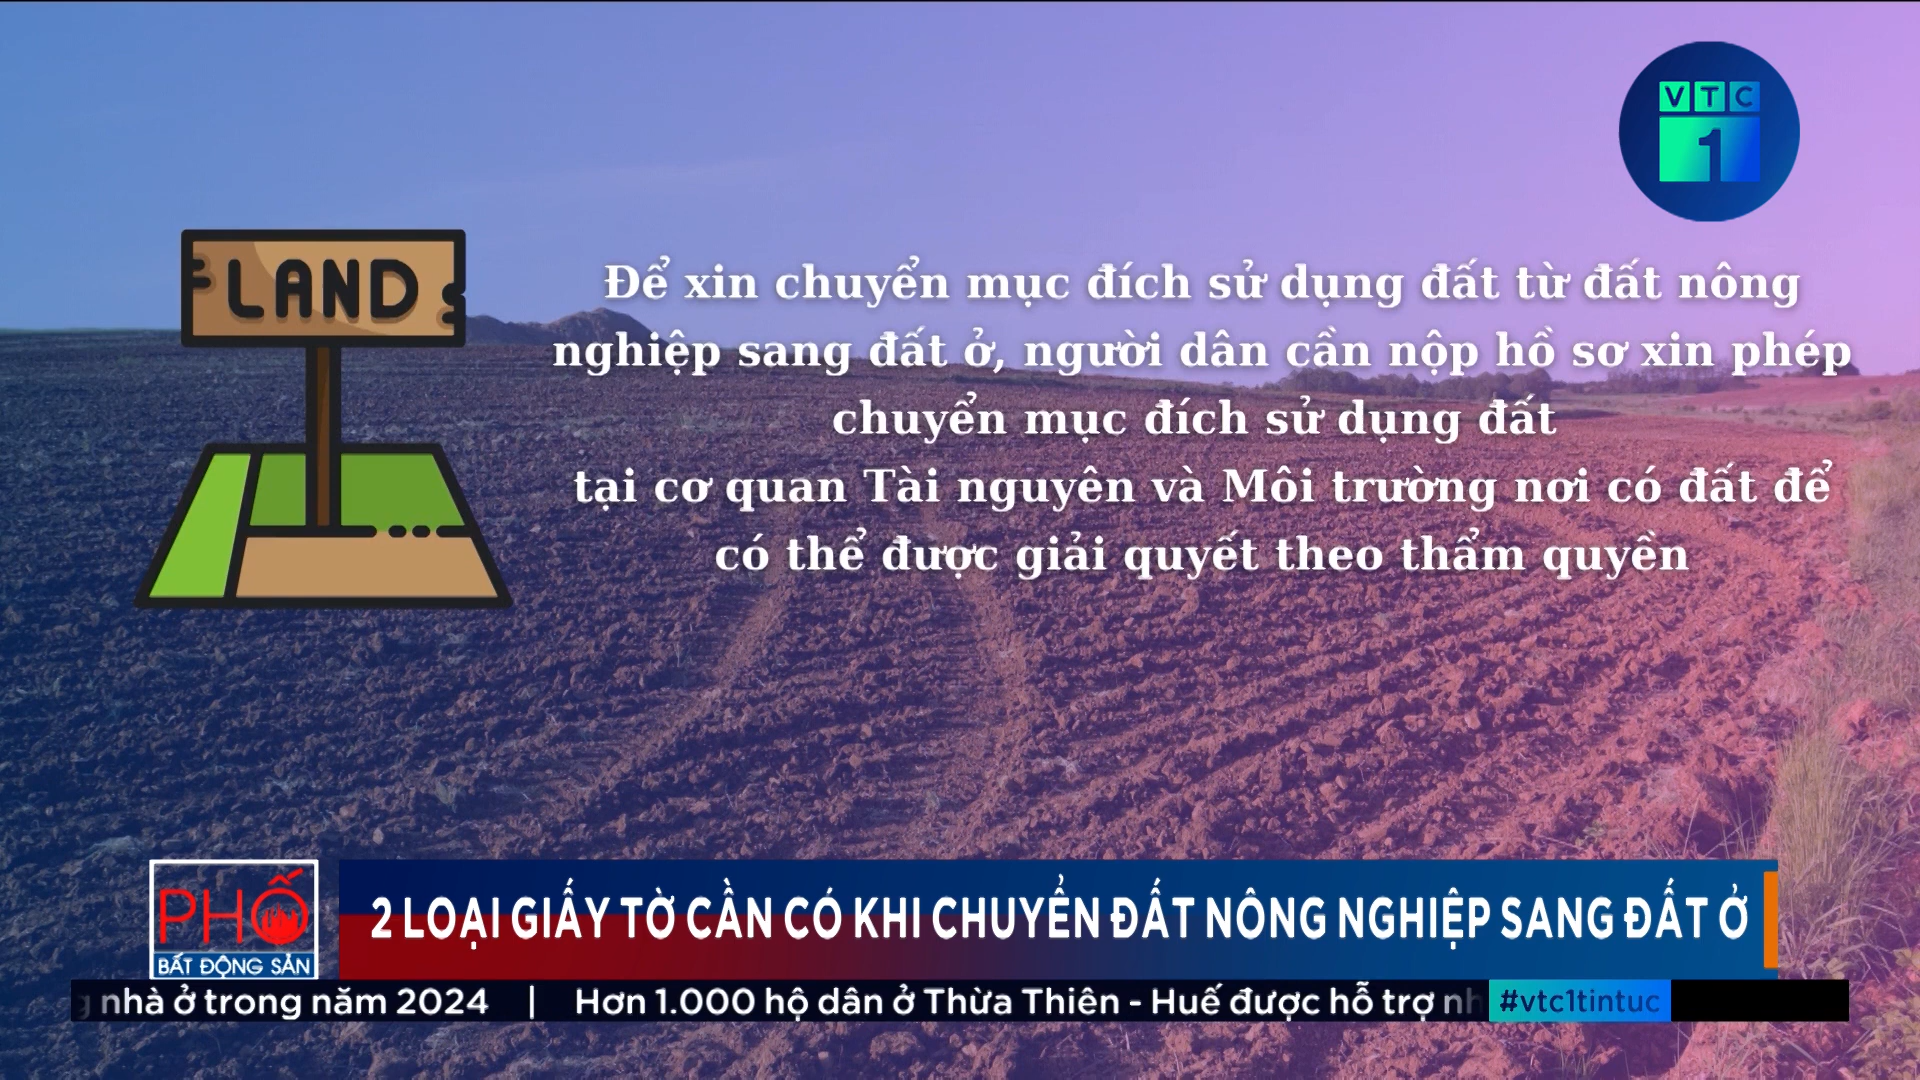 VTC
1
LAND
Để xin chuyển mục đích sử dụng đất từ đất nông
nghiệp sang đất ở, người dân cần nộp hồ sơ xin phép
chuyển mục đích sử dụng đất
tại cơ quan Tài nguyên và Môi trường nơi có đất để
có thể được giải quyết theo thẩm quyền
PHỐ
BẤT ĐỘNG SẢN
2 LOẠI GIẤY TỜ CẦN CÓ KHI CHUYỂN ĐẤT NÔNG NGHIỆP SANG ĐẤT Ở
nhà ở trong năm 2024 | Hơn 1.000 hộ dân ở Thừa Thiên - Huế được hỗ trợ #vtc1tintuc